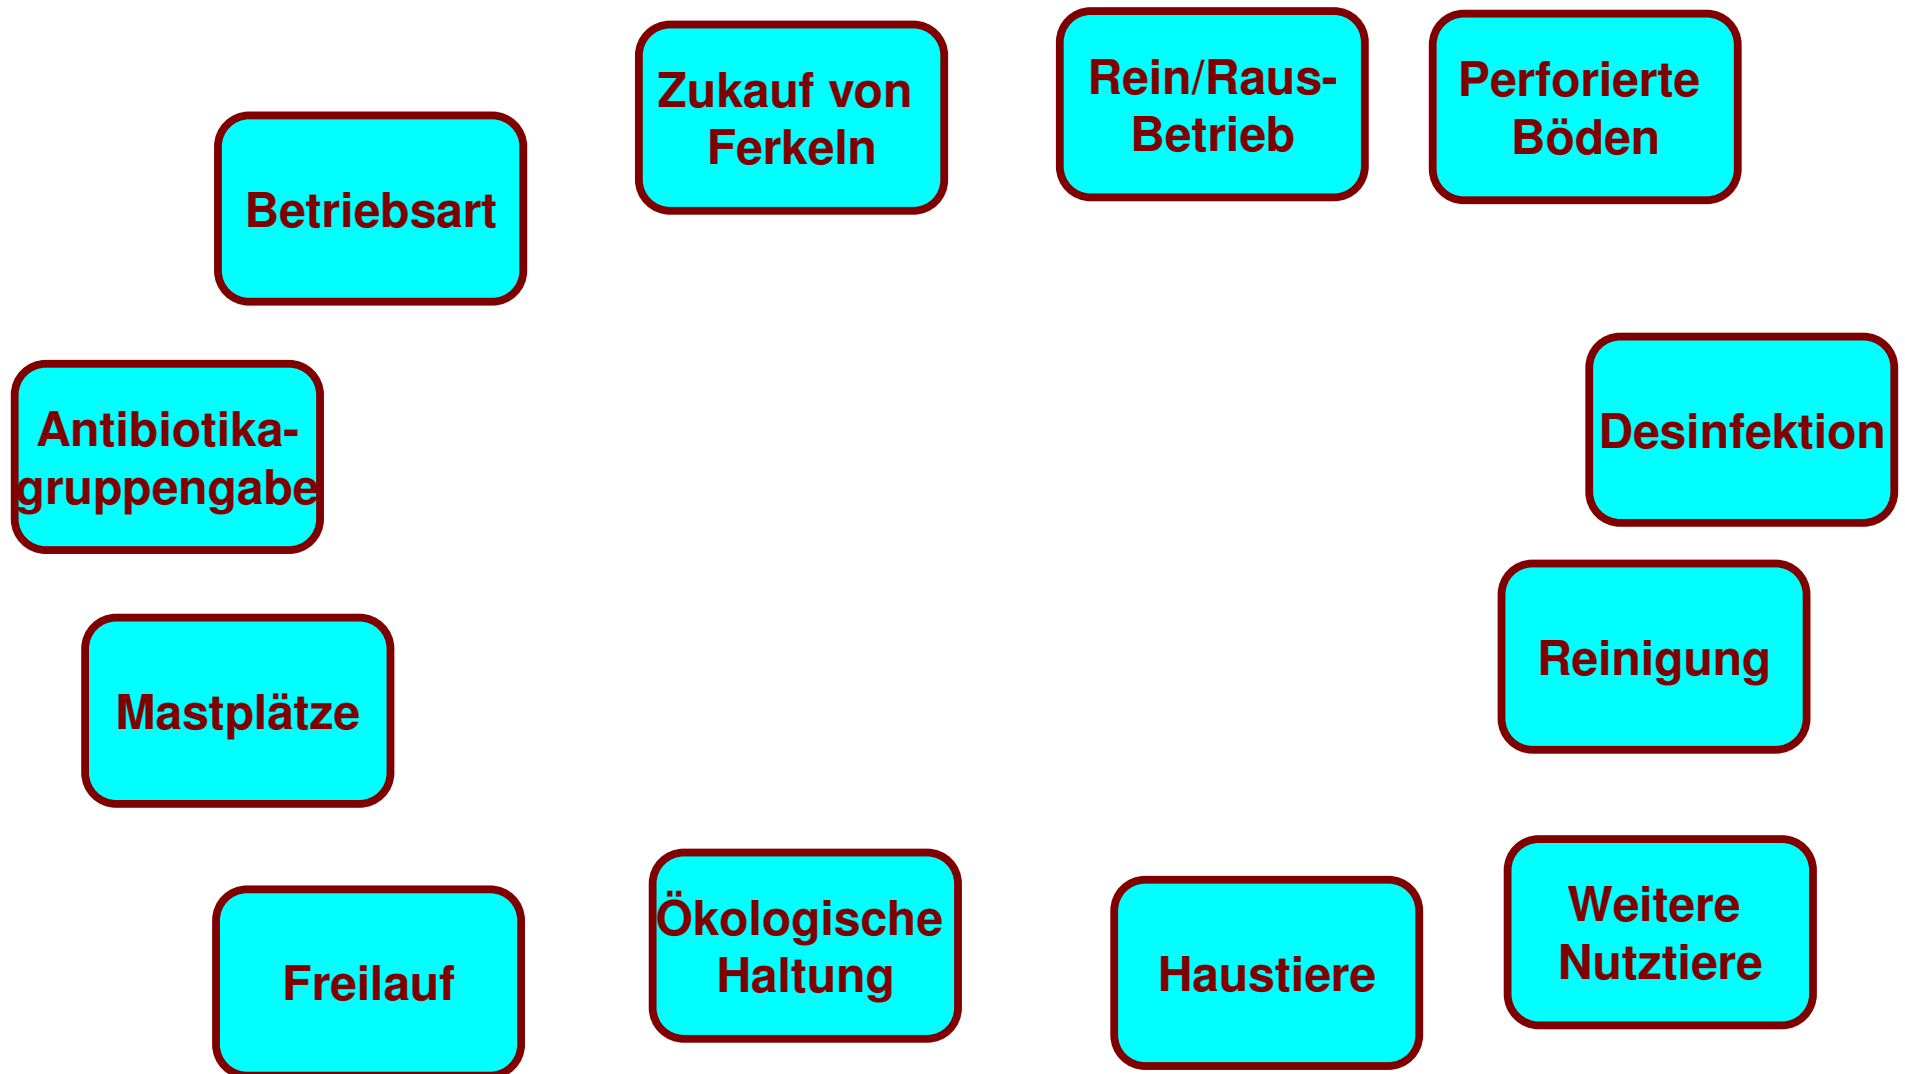 Zukauf von
Ferkeln
Rein/Raus-
Betrieb
Perforierte
Böden
Betriebsart
Antibiotika-
gruppengabe
Desinfektion
Mastplätze
Reinigung
Freilauf
Ökologische
Haltung
Haustiere
Weitere
Nutztiere